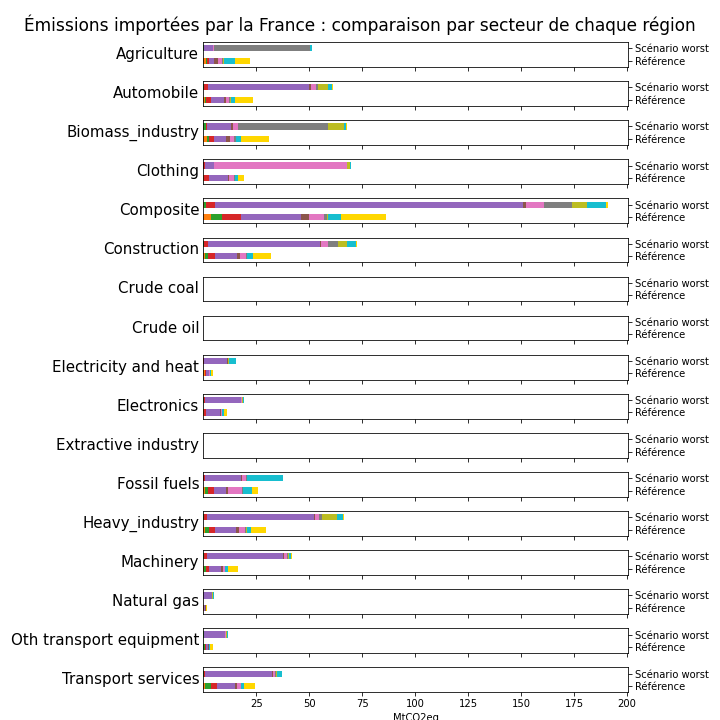 Émissions importées par la France : comparaison par secteur de chaque région
Agriculture
Scénario worst
Référence
Automobile
Scénario worst
Référence
Biomass_industry
Scénario worst
Référence
Clothing
Scénario worst
Référence
Composite
Scénario worst
Référence
Construction
Scénario worst
Référence
Crude coal
Scénario worst
Référence
Crude oil
Scénario worst
Référence
Electricity and heat
Scénario worst
Référence
Electronics
Scénario worst
Référence
Extractive industry
Scénario worst
Référence
Fossil fuels
Scénario worst
Référence
Heavy_industry
Scénario worst
Référence
Machinery
Scénario worst
Référence
Natural gas
Scénario worst
Référence
Oth transport equipment
Scénario worst
Référence
Transport services
Scénario worst
Référence
25 50 75 100 125 150 175 200
MtCO2eq